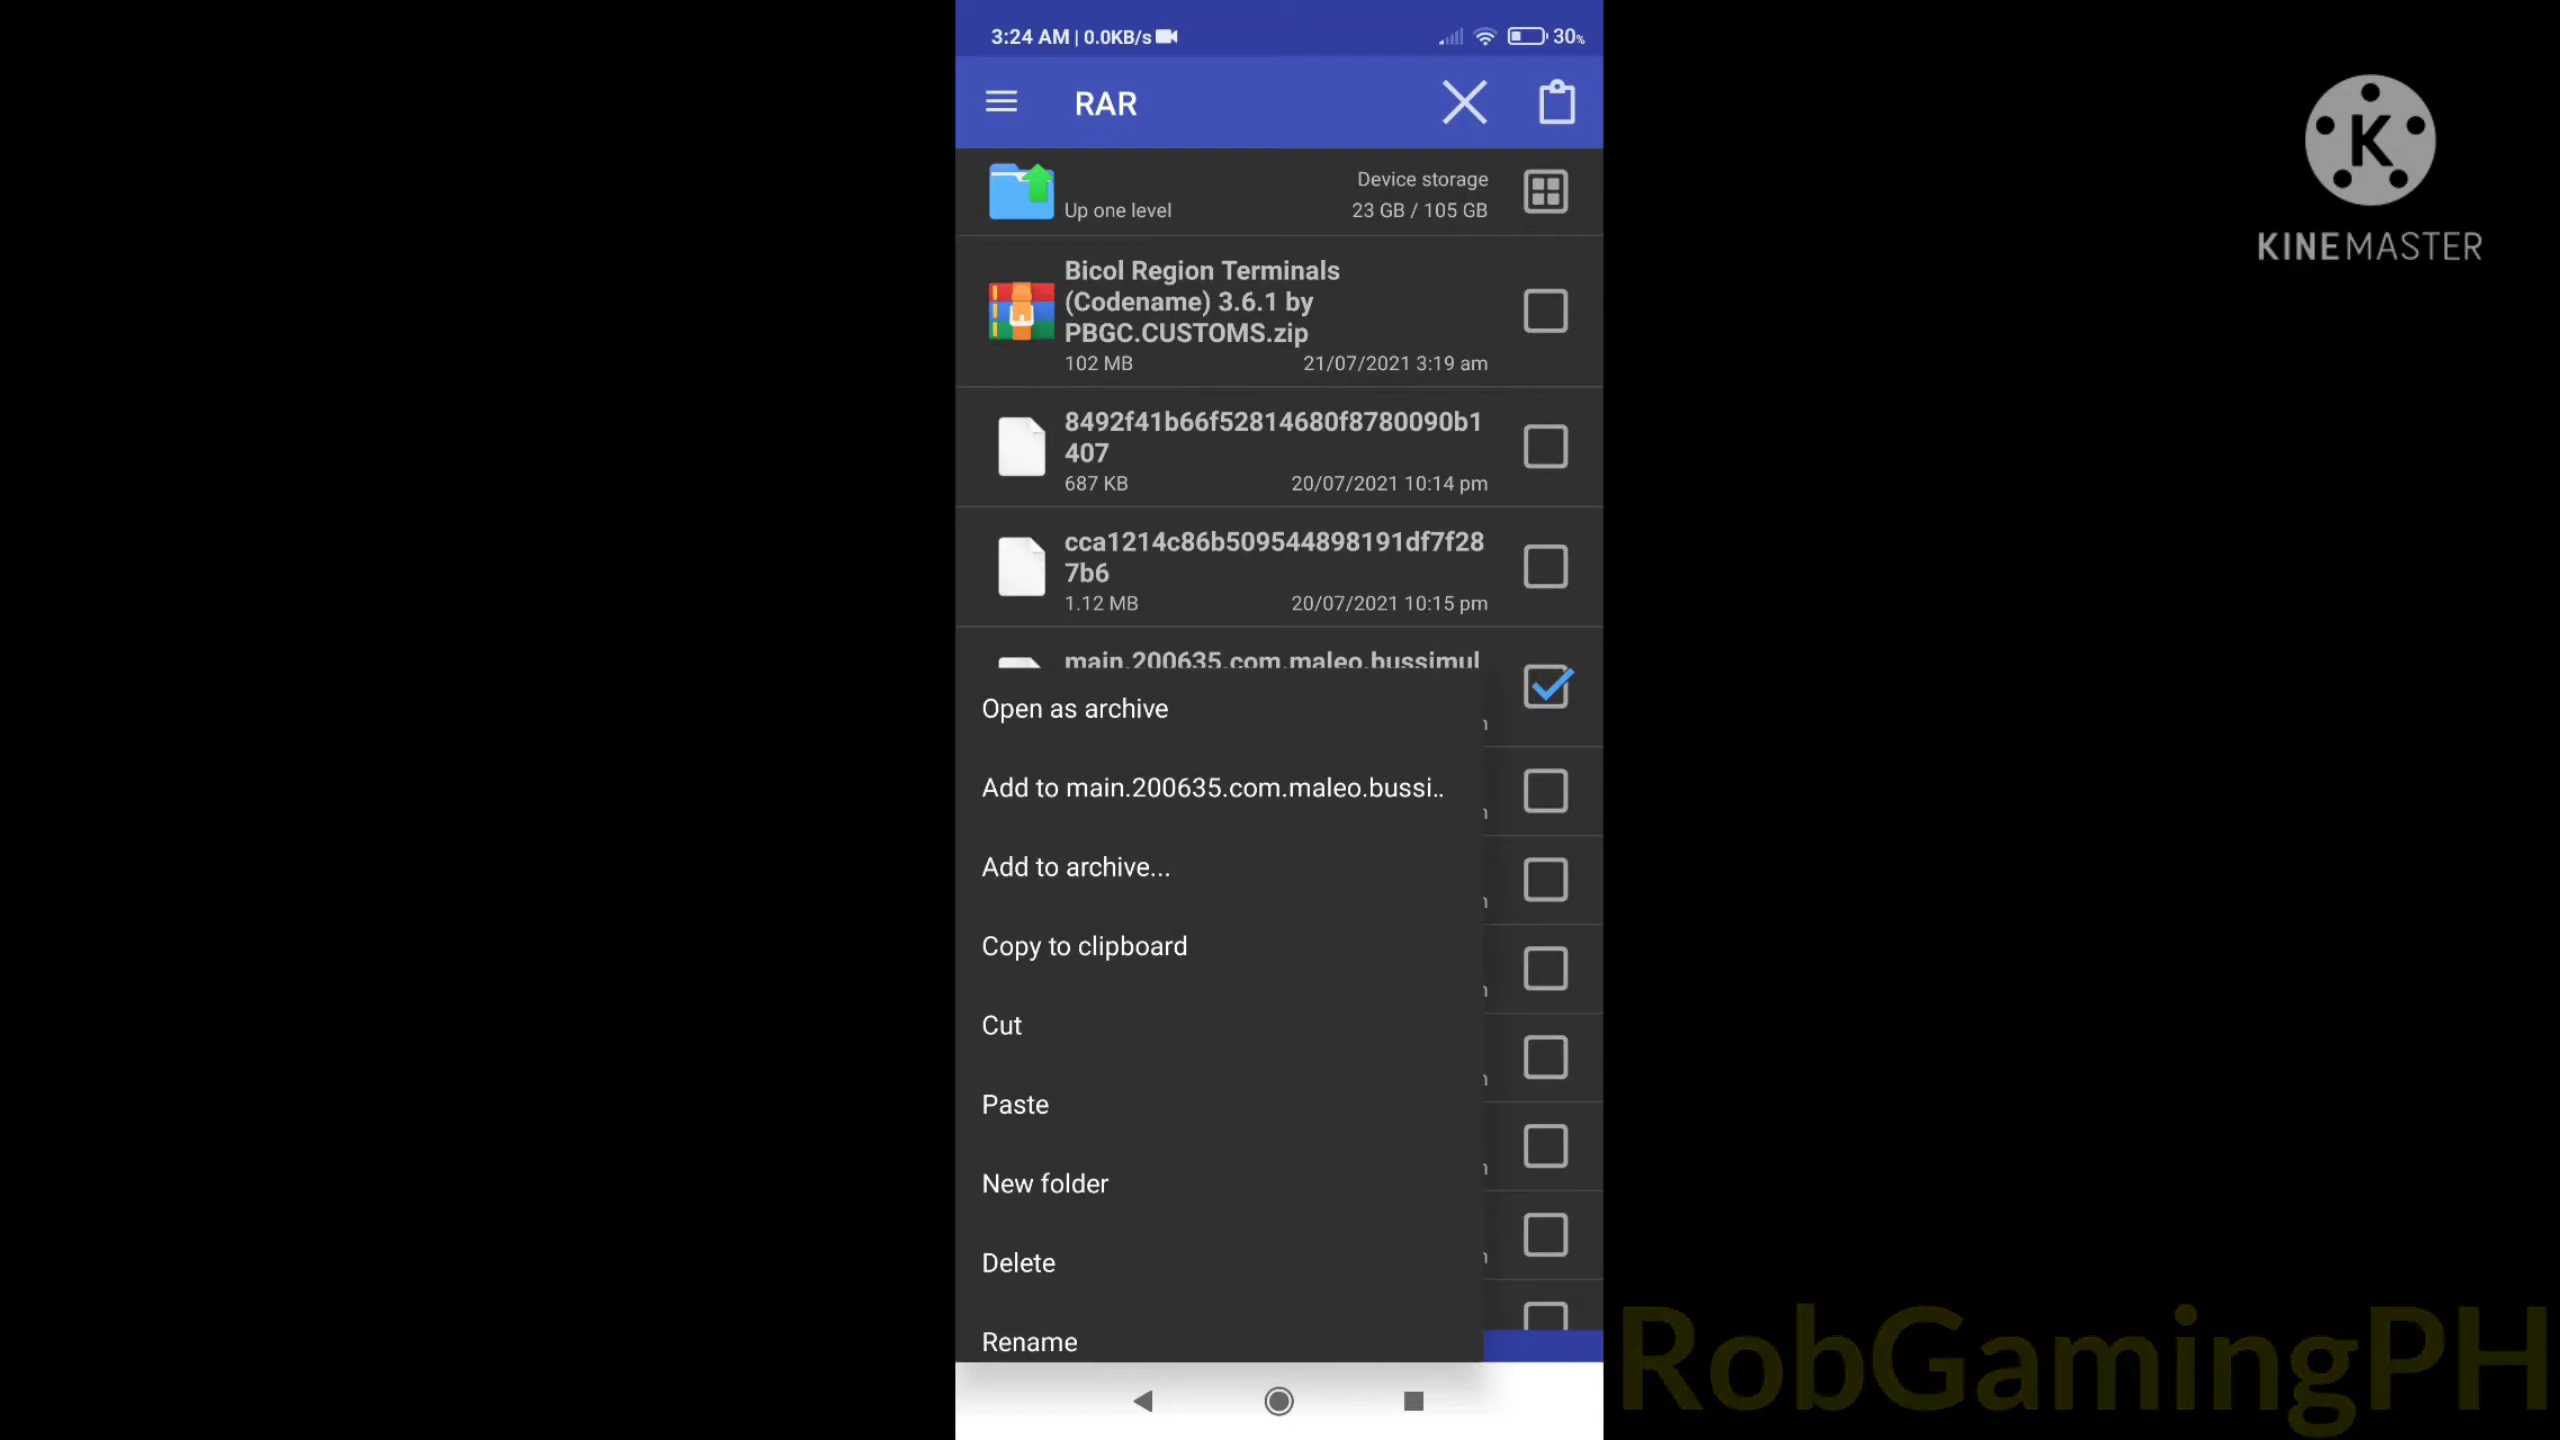 3:24 AM | 0.0KB/s
30%
RAR
K
KINEMASTER
Device storage
Up one level
23 GB / 105 GB
Bicol Region Terminals
(Codename) 3.6.1 by
PBGC.CUSTOMS.zip
102 MB
21/07/2021 3:19 am
8492f41b66f52814680f8780090b1
407
687 KB
20/07/2021 10:14 pm
cca1214c86b509544898191df7f28
7b6
1.12 MB
20/07/2021 10:15 pm
main.200635.com.maleo.bussimul
Open as archive
Add to main.200635.com.maleo.bussi..
Add to archive...
Copy to clipboard
Cut
Paste
New folder
Delete
Rename
RobGamingPH